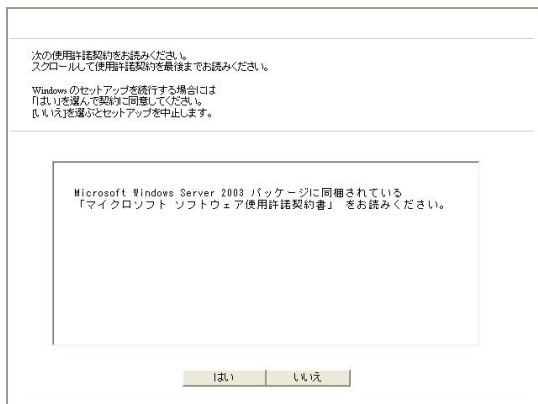 次の使用許諾契約をお読みください。
スクロールして使用許諾契約を最後までお読みください。
Windows のセットアップを続行する場合には
「はい」を選んで契約に同意してください。
[いいえ]を選ぶとセットアップを中止します。
Microsoft Windows Server 2003 パッケージに同梱されている
「マイクロソフト ソフトウェア使用許諾契約書」 をお読みください。
はい
いいえ